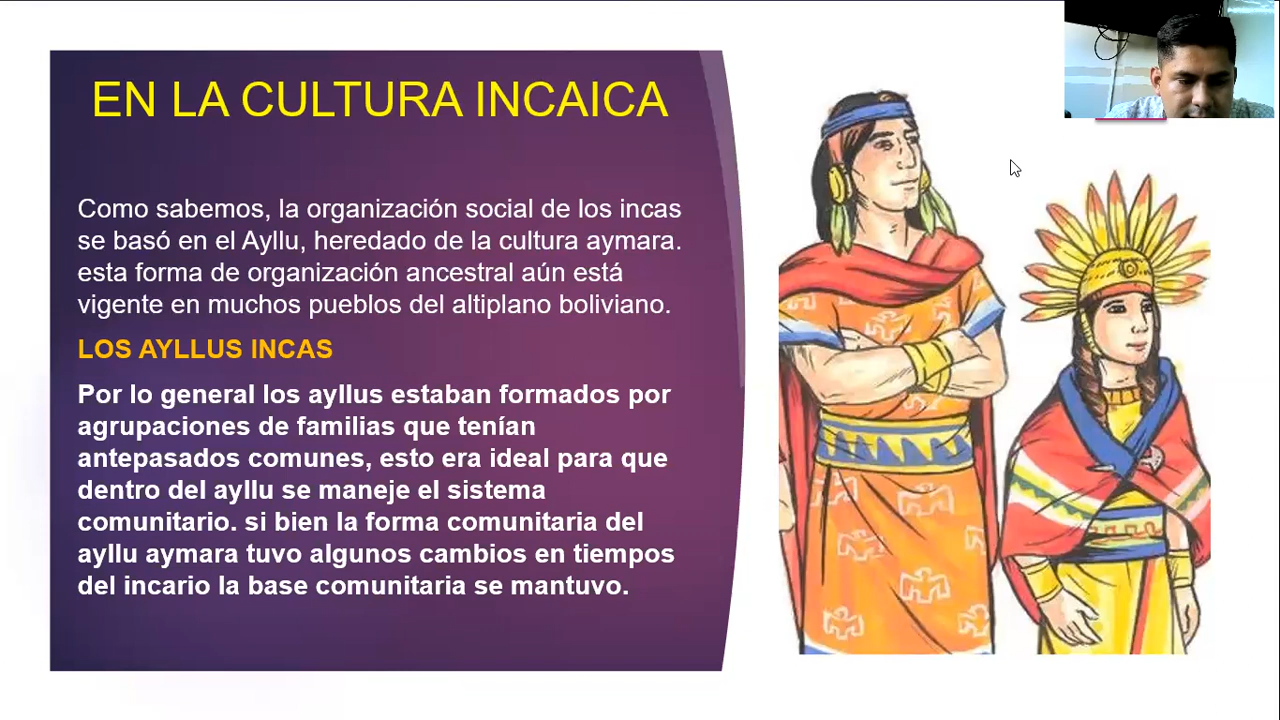 EN LA CULTURA INCAICA
Como sabemos, la organización social de los incas
se basó en el Ayllu, heredado de la cultura aymara.
esta forma de organización ancestral aún está
vigente en muchos pueblos del altiplano boliviano.
LOS AYLLUS INCAS
Por lo general los ayllus estaban formados por
agrupaciones de familias que tenían
antepasados comunes, esto era ideal para que
dentro del ayllu se maneje el sistema
comunitario. si bien la forma comunitaria del
ayllu aymara tuvo algunos cambios en tiempos
del incario la base comunitaria se mantuvo.